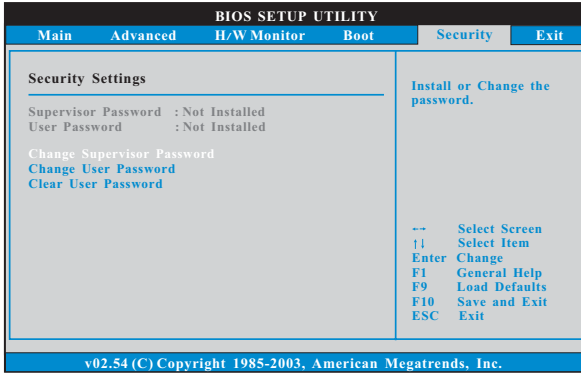 BIOS SETUP UTILITY
Main Advanced H/W Monitor Boot Security Exit
Security Settings
Supervisor Password : Not Installed
User Password : Not Installed
Change Supervisor Password
Change User Password
Clear User Password
Install or Change the
password.
←→ Select Screen
↑↓ Select Item
Enter Change
F1 General Help
F9 Load Defaults
F10 Save and Exit
ESC Exit
v02.54 (C) Copyright 1985-2003, American Megatrends, Inc.